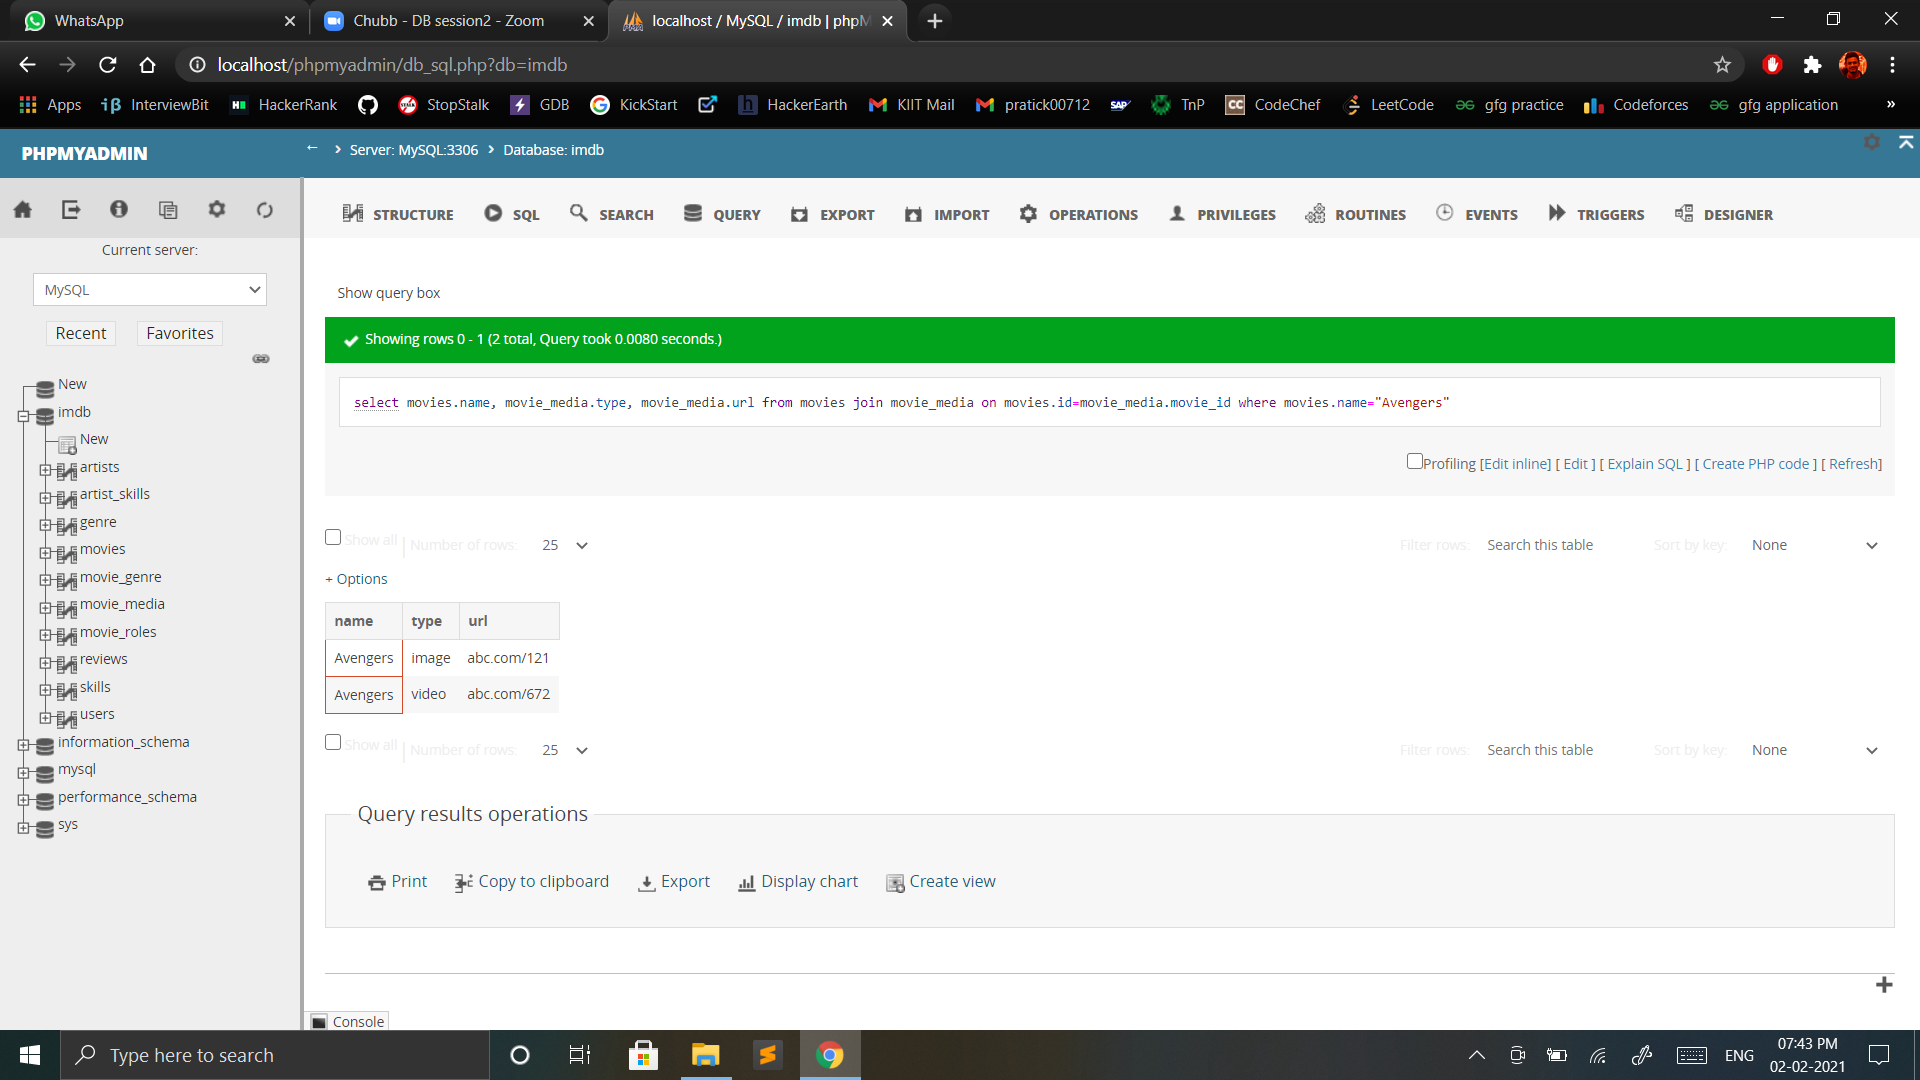 WhatsApp
Chubb - DB session2 - Zoom
localhost / MySQL / imdb | phpM
localhost/phpmyadmin/db_sql.php?db=imdb
Apps InterviewBit HackerRank StopStalk GDB KickStart HackerEarth KIIT Mail pratick00712 TnP CodeChef LeetCode gfg practice Codeforces gfg application »
PHPMYADMIN
Server: MySQL:3306 Database: imdb
STRUCTURE SQL SEARCH QUERY EXPORT IMPORT OPERATIONS PRIVILEGES ROUTINES EVENTS TRIGGERS DESIGNER
Current server:
MySQL
Recent Favorites
New
imdb
New
artists
artist_skills
genre
movies
movie_genre
movie_media
movie_roles
reviews
skills
users
information_schema
mysql
performance_schema
sys
Show query box
Showing rows 0 - 1 (2 total, Query took 0.0080 seconds.)
select movies.name, movie_media.type, movie_media.url from movies join movie_media on movies.id=movie_media.movie_id where movies.name="Avengers"
Profiling [Edit inline] [ Edit ] [ Explain SQL ] [ Create PHP code ] [ Refresh]
Show all | Number of rows: 25 Filter rows: Search this table Sort by key: None
+ Options
name type url
Avengers image abc.com/121
Avengers video abc.com/672
Show all | Number of rows: 25 Filter rows: Search this table Sort by key: None
Query results operations
Print Copy to clipboard Export Display chart Create view
Console
Type here to search
ENG
07:43 PM
02-02-2021